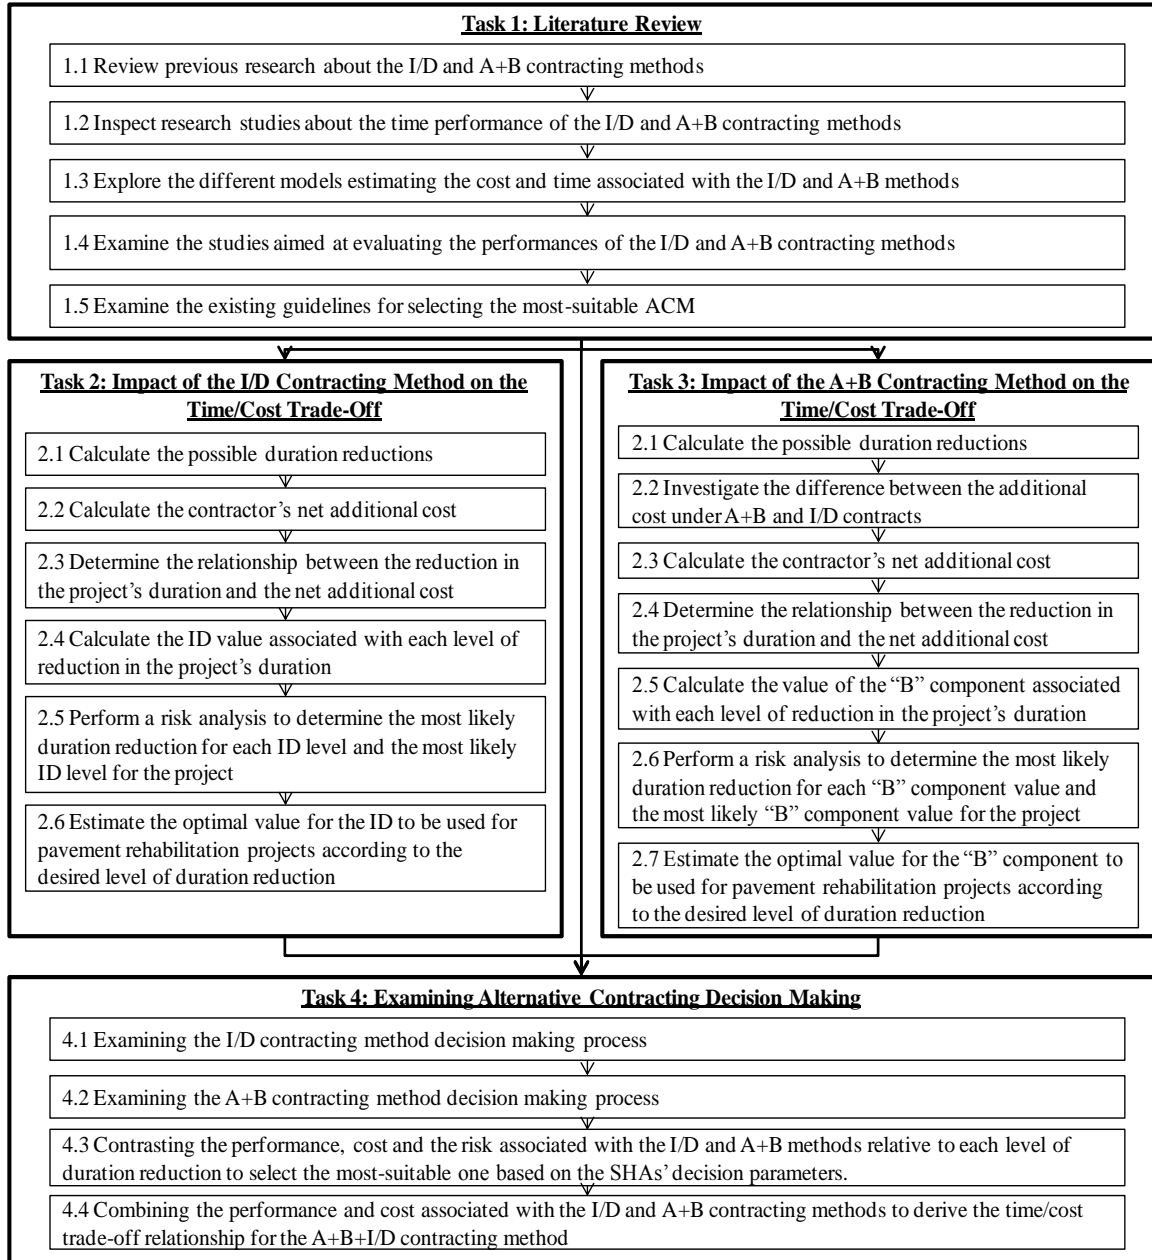 Task 1: Literature Review
1.1 Review previous research about the I/D and A+B contracting methods
1.2 Inspect research studies about the time performance of the I/D and A+B contracting methods
1.3 Explore the different models estimating the cost and time associated with the I/D and A+B methods
1.4 Examine the studies aimed at evaluating the performances of the I/D and A+B contracting methods
1.5 Examine the existing guidelines for selecting the most-suitable ACM
Task 2: Impact of the I/D Contracting Method on the
Time/Cost Trade-Off
2.1 Calculate the possible duration reductions
2.2 Calculate the contractor's net additional cost
2.3 Determine the relationship between the reduction in
the project's duration and the net additional cost
2.4 Calculate the ID value associated with each level of
reduction in the project's duration
2.5 Perform a risk analysis to determine the most likely
duration reduction for each ID level and the most likely
ID level for the project
2.6 Estimate the optimal value for the ID to be used for
pavement rehabilitation projects according to the
desired level of duration reduction
Task 3: Impact of the A+B Contracting Method on the
Time/Cost Trade-Off
2.1 Calculate the possible duration reductions
2.2 Investigate the difference between the additional
cost under A+B and I/D contracts
2.3 Calculate the contractor's net additional cost
2.4 Determine the relationship between the reduction in
the project's duration and the net additional cost
2.5 Calculate the value of the “B” component associated
with each level of reduction in the project's duration
2.6 Perform a risk analysis to determine the most likely
duration reduction for each “B” component value and
the most likely “B” component value for the project
2.7 Estimate the optimal value for the “B” component to
be used for pavement rehabilitation projects according
to the desired level of duration reduction
Task 4: Examining Alternative Contracting Decision Making
4.1 Examining the I/D contracting method decision making process
4.2 Examining the A+B contracting method decision making process
4.3 Contrasting the performance, cost and the risk associated with the I/D and A+B methods relative to each level of
duration reduction to select the most-suitable one based on the SHAs' decision parameters.
4.4 Combining the performance and cost associated with the I/D and A+B contracting methods to derive the time/cost
trade-off relationship for the A+B+I/D contracting method